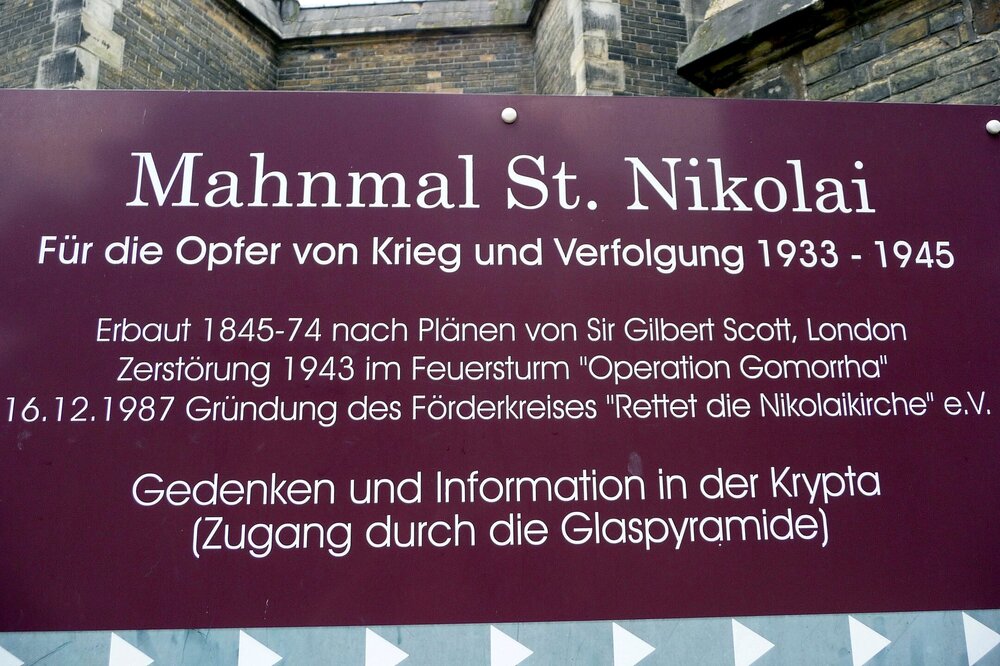 Mahnmal St. Nikolai
Für die Opfer von Krieg und Verfolgung 1933 - 1945
Erbaut 1845-74 nach Plänen von Sir Gilbert Scott, London
Zerstörung 1943 im Feuersturm "Operation Gomorrha"
16.12.1987 Gründung des Förderkreises "Rettet die Nikolaikirche" e.V.
Gedenken und Information in der Krypta
(Zugang durch die Glaspyramide)